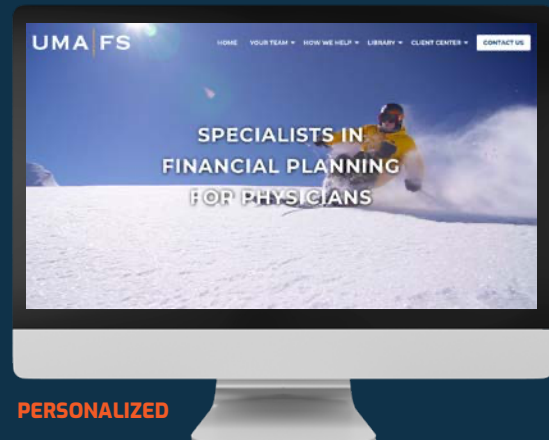 UMA FS
HOME YOUR TEAM HOW WE HELP LIBRARY CLIENT CENTER CONTACT US
SPECIALISTS IN
FINANCIAL PLANNING
FOR PHYSICIANS
PERSONALIZED